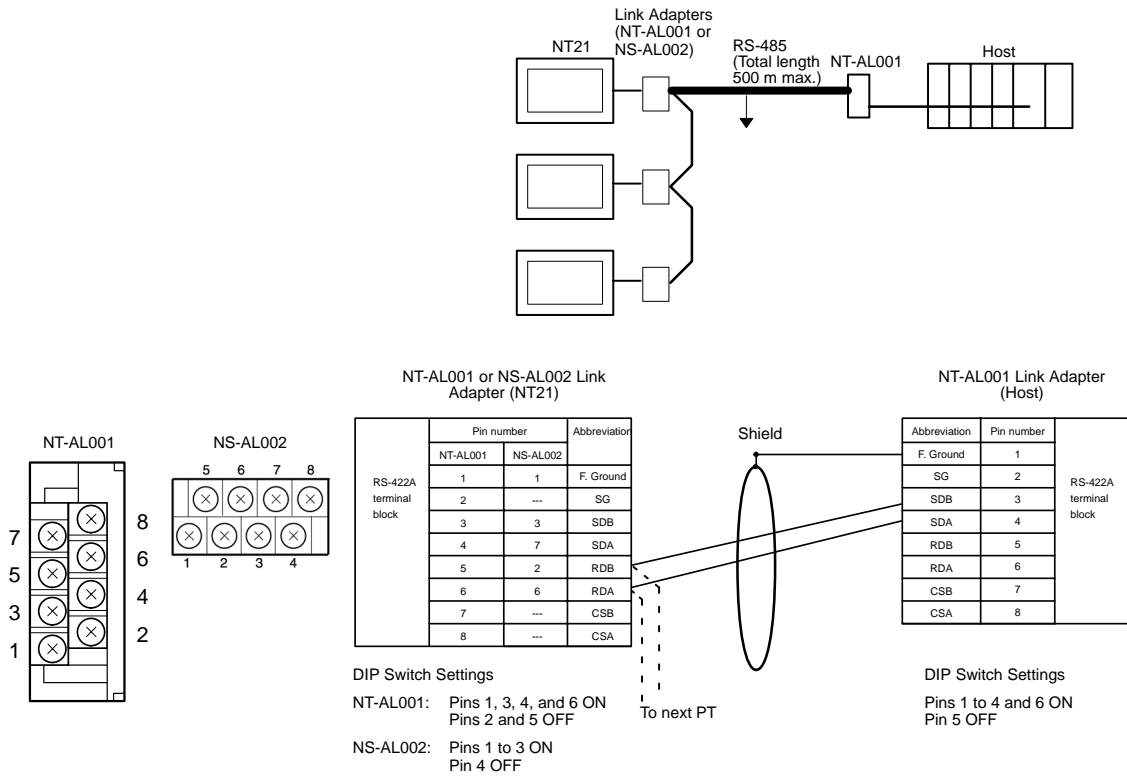 Link Adapters
(NT-AL001 or
NS-AL002)
NT21
RS-485
(Total length
500 m max.)
NT-AL001
Host
NT-AL001 or NS-AL002 Link
Adapter (NT21)
NT-AL001 Link Adapter
(Host)
NT-AL001
7
5
3
1
8
6
4
2
NS-AL002
5 6 7 8
1 2 3 4
RS-422A
terminal
block
Pin number Abbreviation
NT-AL001 NS-AL002
1 1 F. Ground
2 --- SG
3 3 SDB
4 7 SDA
5 2 RDB
6 6 RDA
7 --- CSB
8 --- CSA
Shield
To next PT
Abbreviation Pin number
F. Ground 1
SG 2
SDB 3
SDA 4
RDB 5
RDA 6
CSB 7
CSA 8
RS-422A
terminal
block
DIP Switch Settings
NT-AL001: Pins 1, 3, 4, and 6 ON
Pins 2 and 5 OFF
NS-AL002: Pins 1 to 3 ON
Pin 4 OFF
DIP Switch Settings
Pins 1 to 4 and 6 ON
Pin 5 OFF